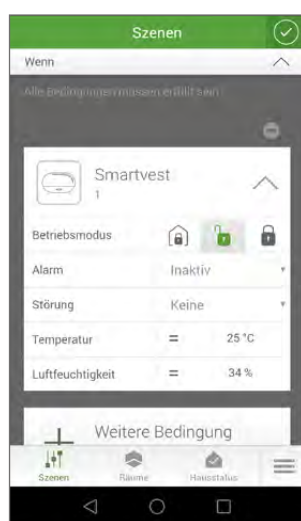 Szenen
Wenn
Alle Bedingungen müssen erfüllt sein
Smartvest
1
Betriebsmodus
Alarm Inaktiv
Störung Keine
Temperatur = 25 °C
Luftfeuchtigkeit = 34 %
Weitere Bedingung
Szenen Räume Hausstatus